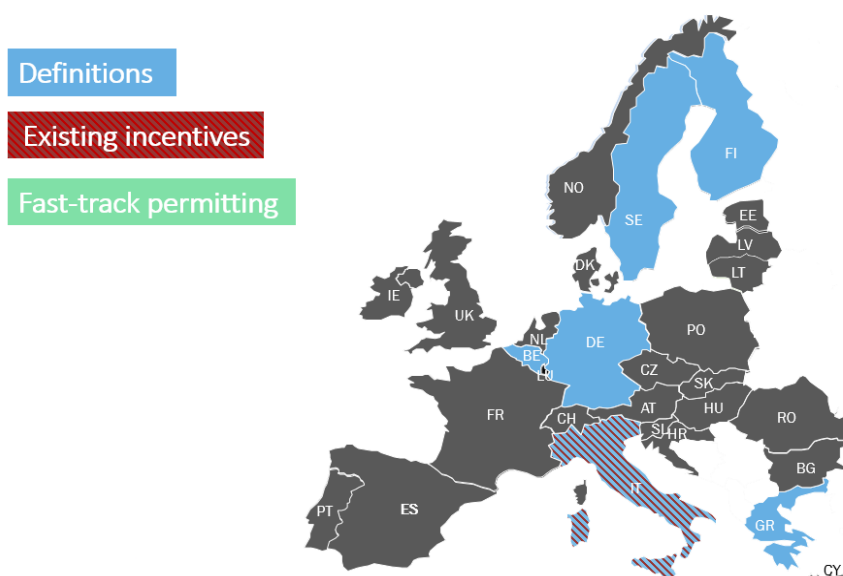 Definitions
Existing incentives
Fast-track permitting
FI
NO
SE
EE
LV
LT
DK
IE
UK
NL
PO
DE
BE
CZ
SK
FR
CH
AT
HU
RO
SL
HR
BG
IT
PT
ES
GR
CY